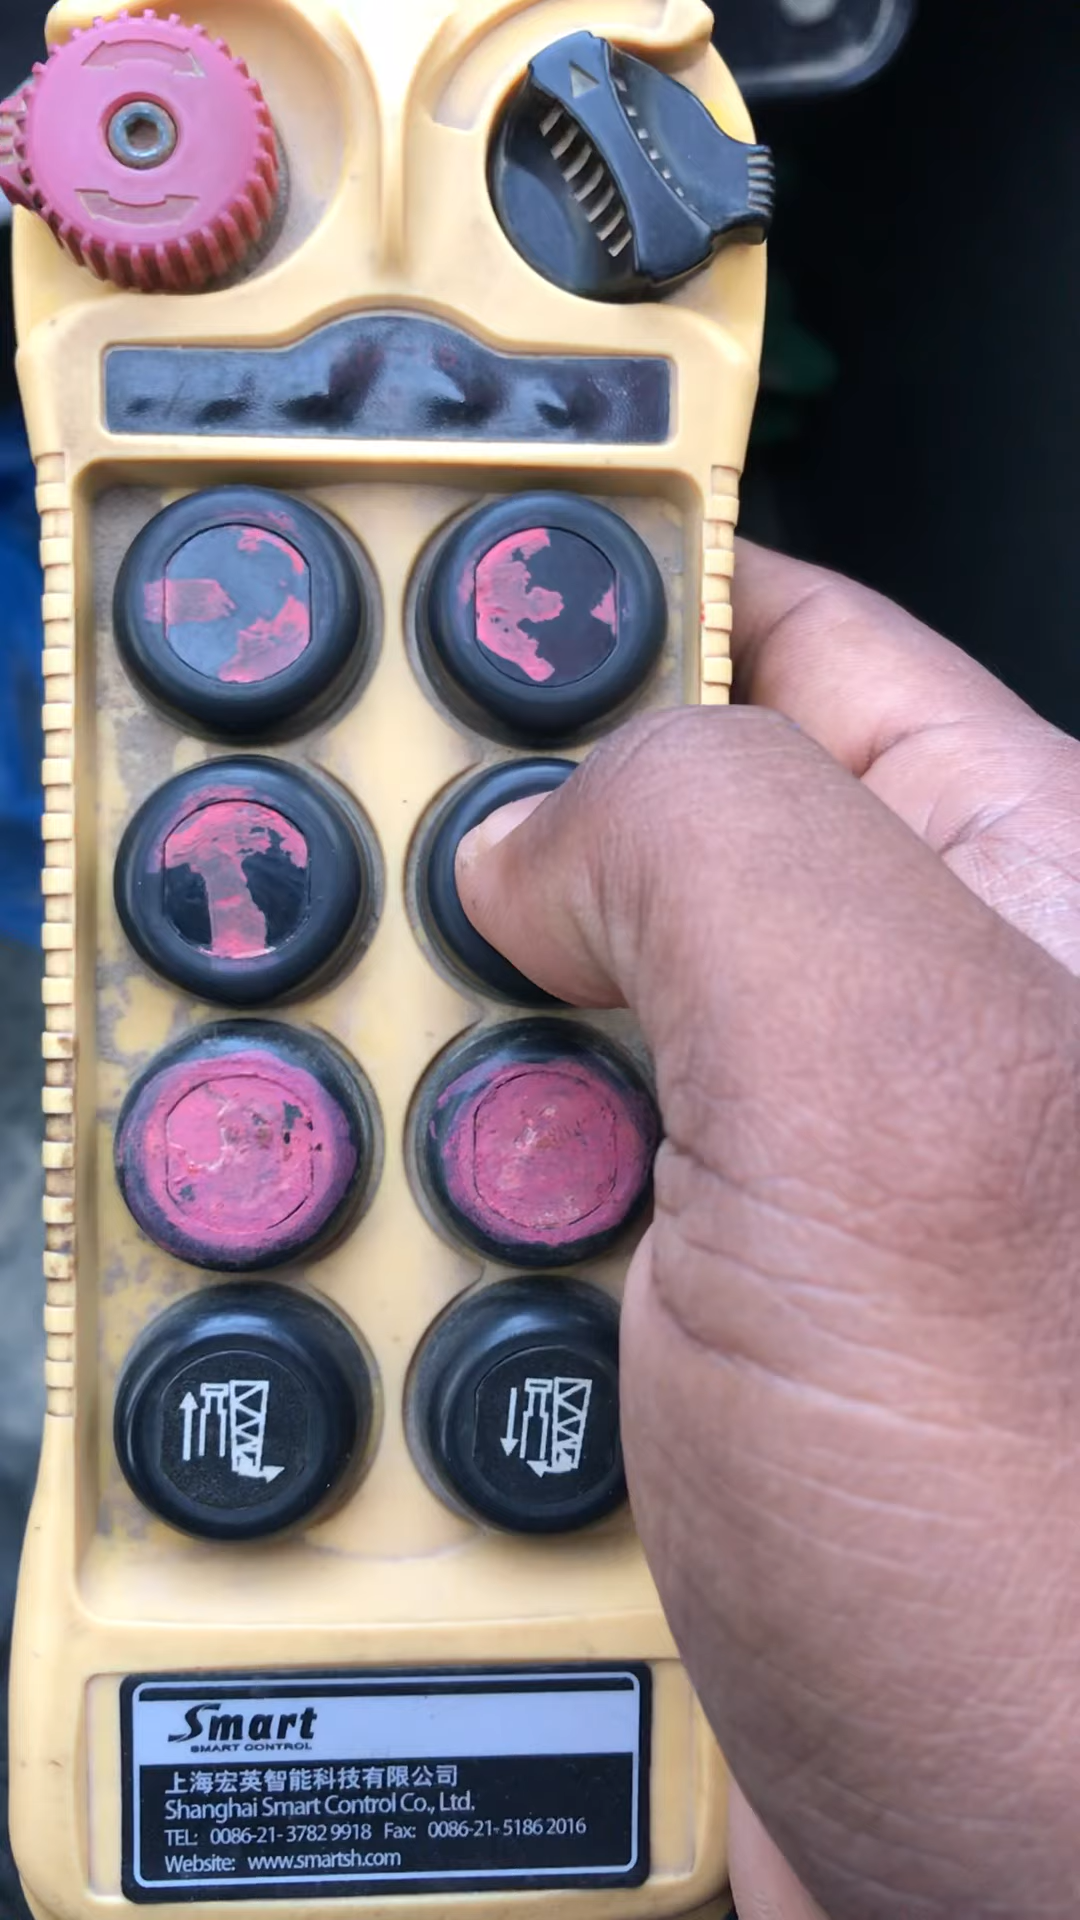 Smart
SMART CONTROL
上海宏英智能科技有限公司
Shanghai Smart Control Co., Ltd.
TEL: 0086-21-3782 9918 Fax: 0086-21-5186 2016
Website: www.smartsh.com